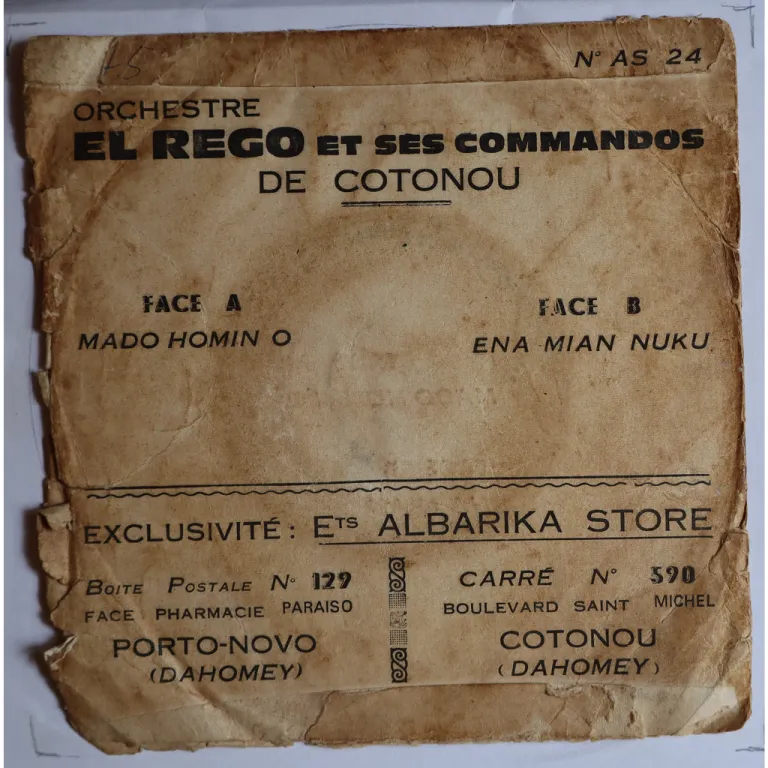 N° AS 24
ORCHESTRE
EL REGO ET SES COMMANDOS
DE COTONOU
FACE A
MADO HOMIN O
FACE B
ENA MIAN NUKU
EXCLUSIVITÉ : ETS ALBARIKA STORE
BOITE POSTALE N° 129
FACE PHARMACIE PARAISO
PORTO-NOVO
(DAHOMEY)
CARRÉ N° 590
BOULEVARD SAINT MICHEL
COTONOU
(DAHOMEY)